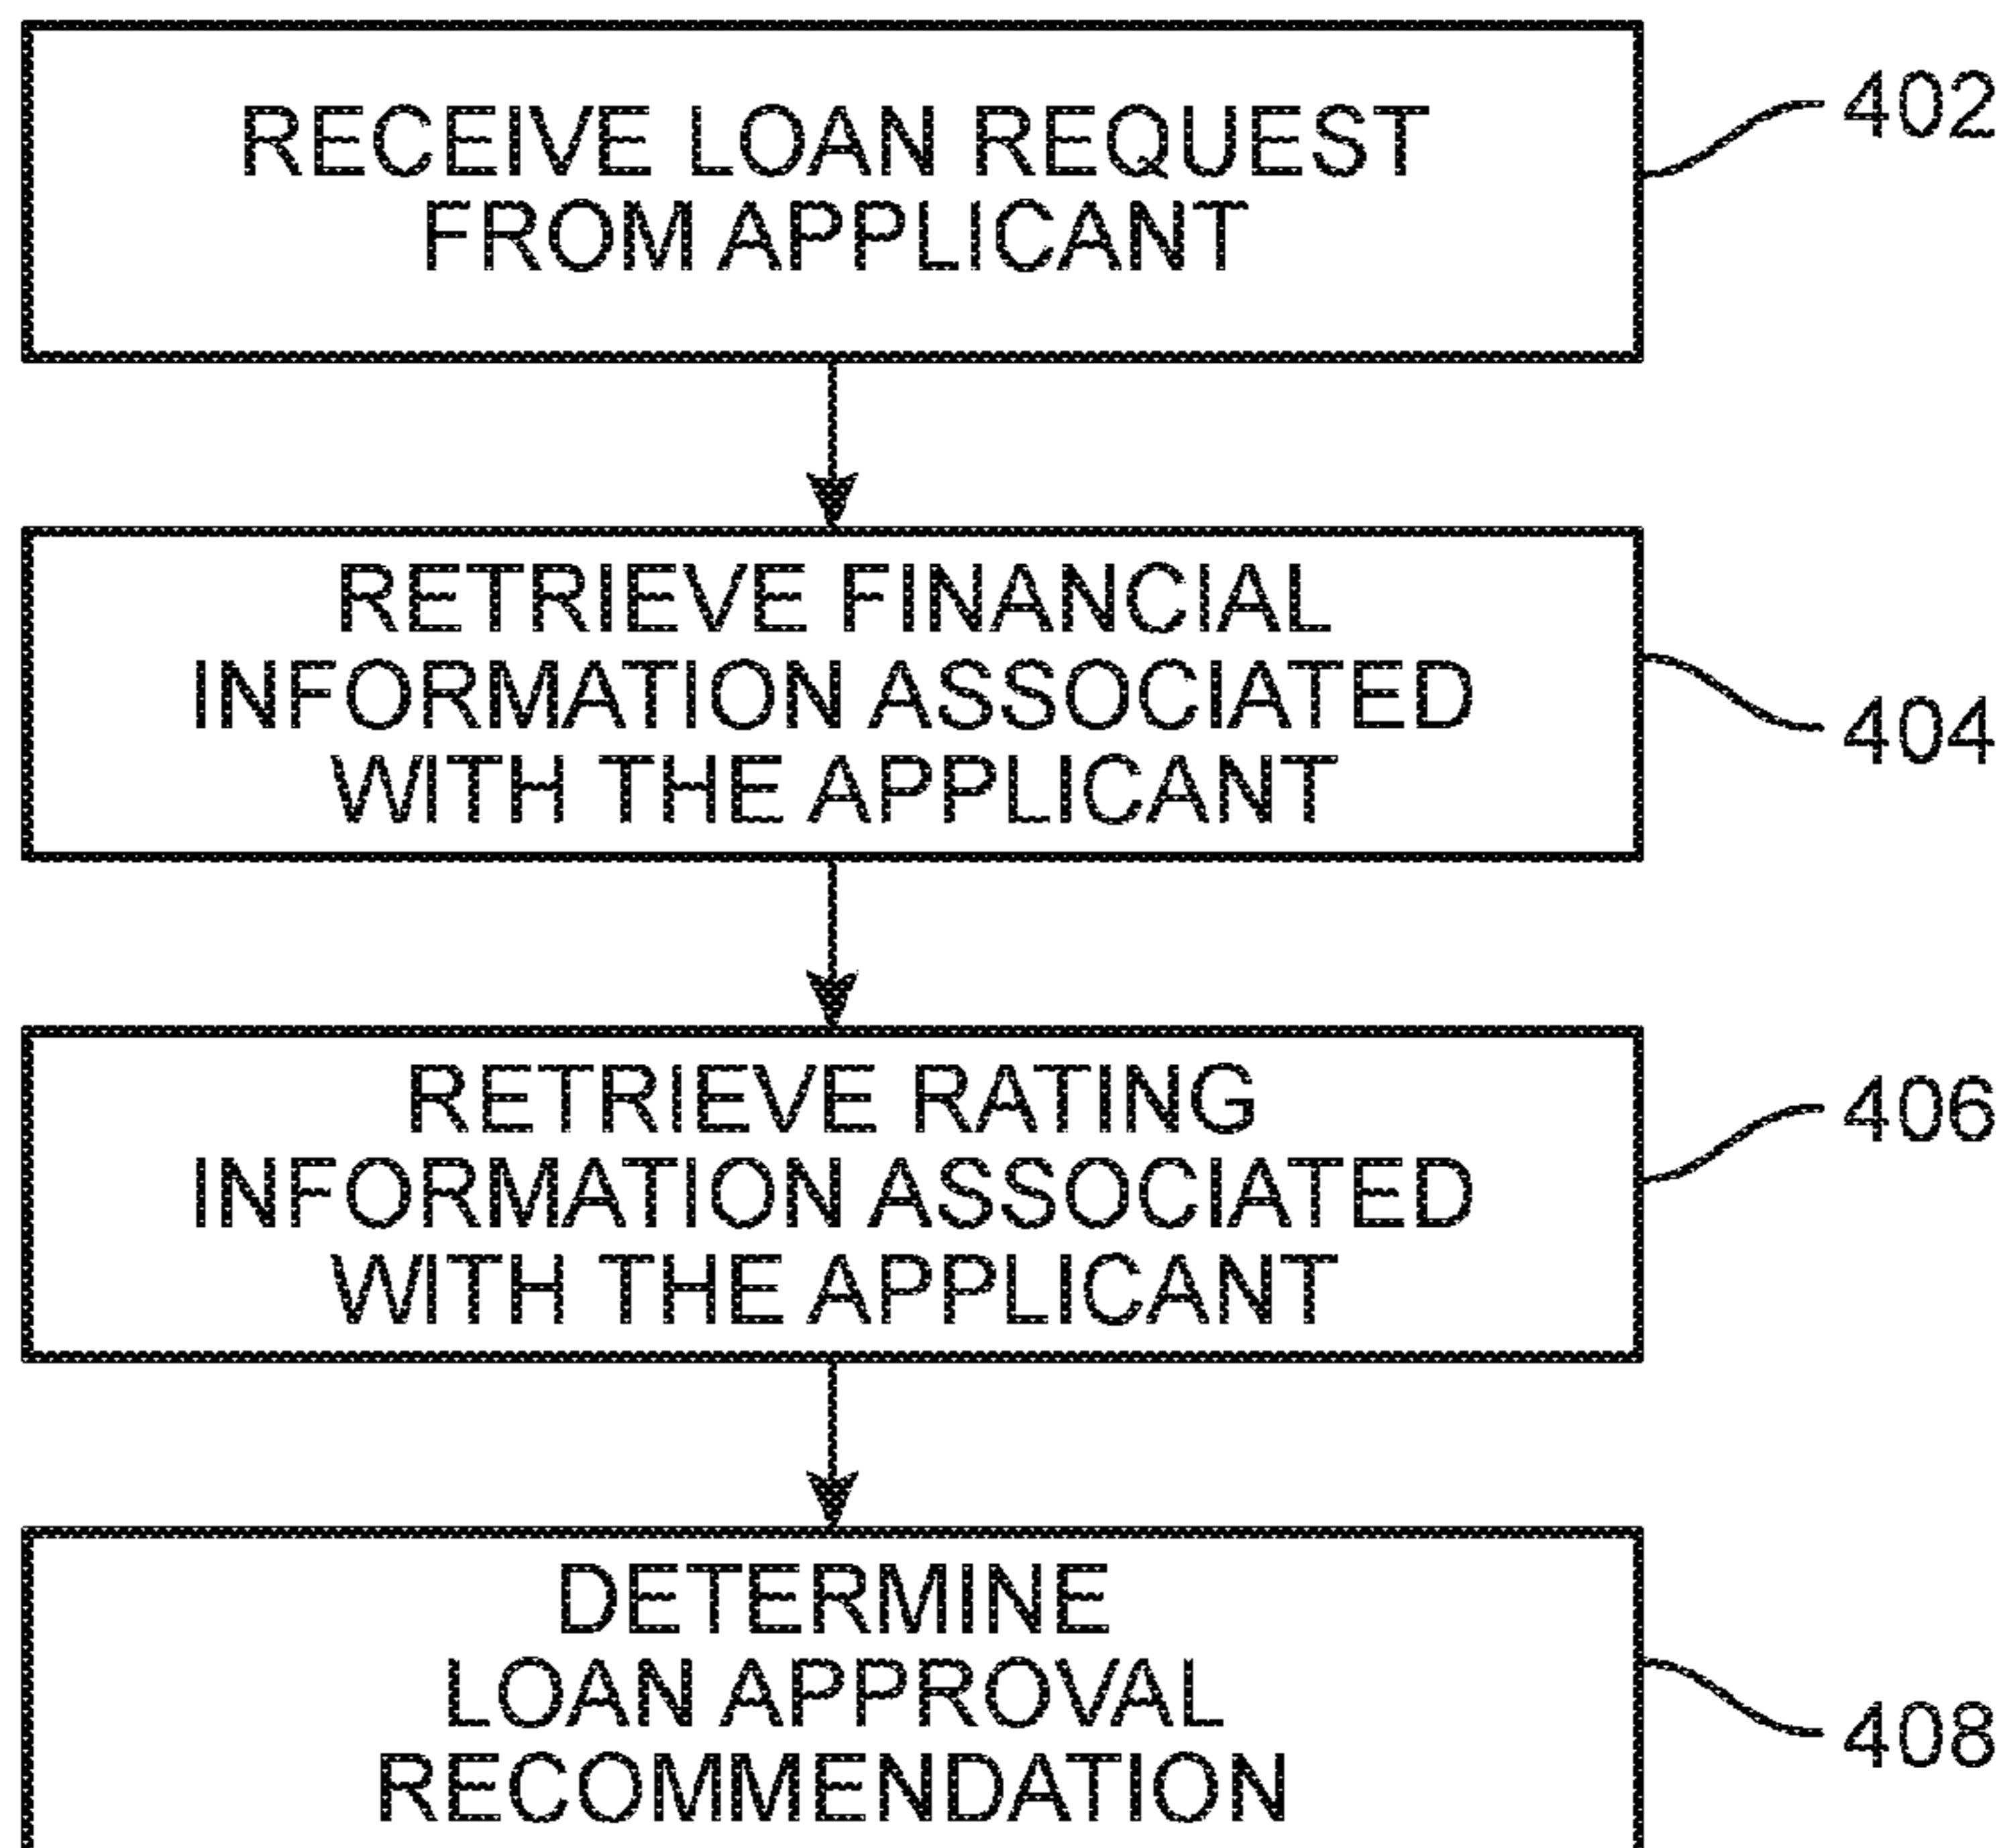 RECEIVE LOAN REQUEST
FROM APPLICANT
402
RETRIEVE FINANCIAL
INFORMATION ASSOCIATED
WITH THE APPLICANT
404
RETRIEVE RATING
INFORMATION ASSOCIATED
WITH THE APPLICANT
406
DETERMINE
LOAN APPROVAL
RECOMMENDATION
408